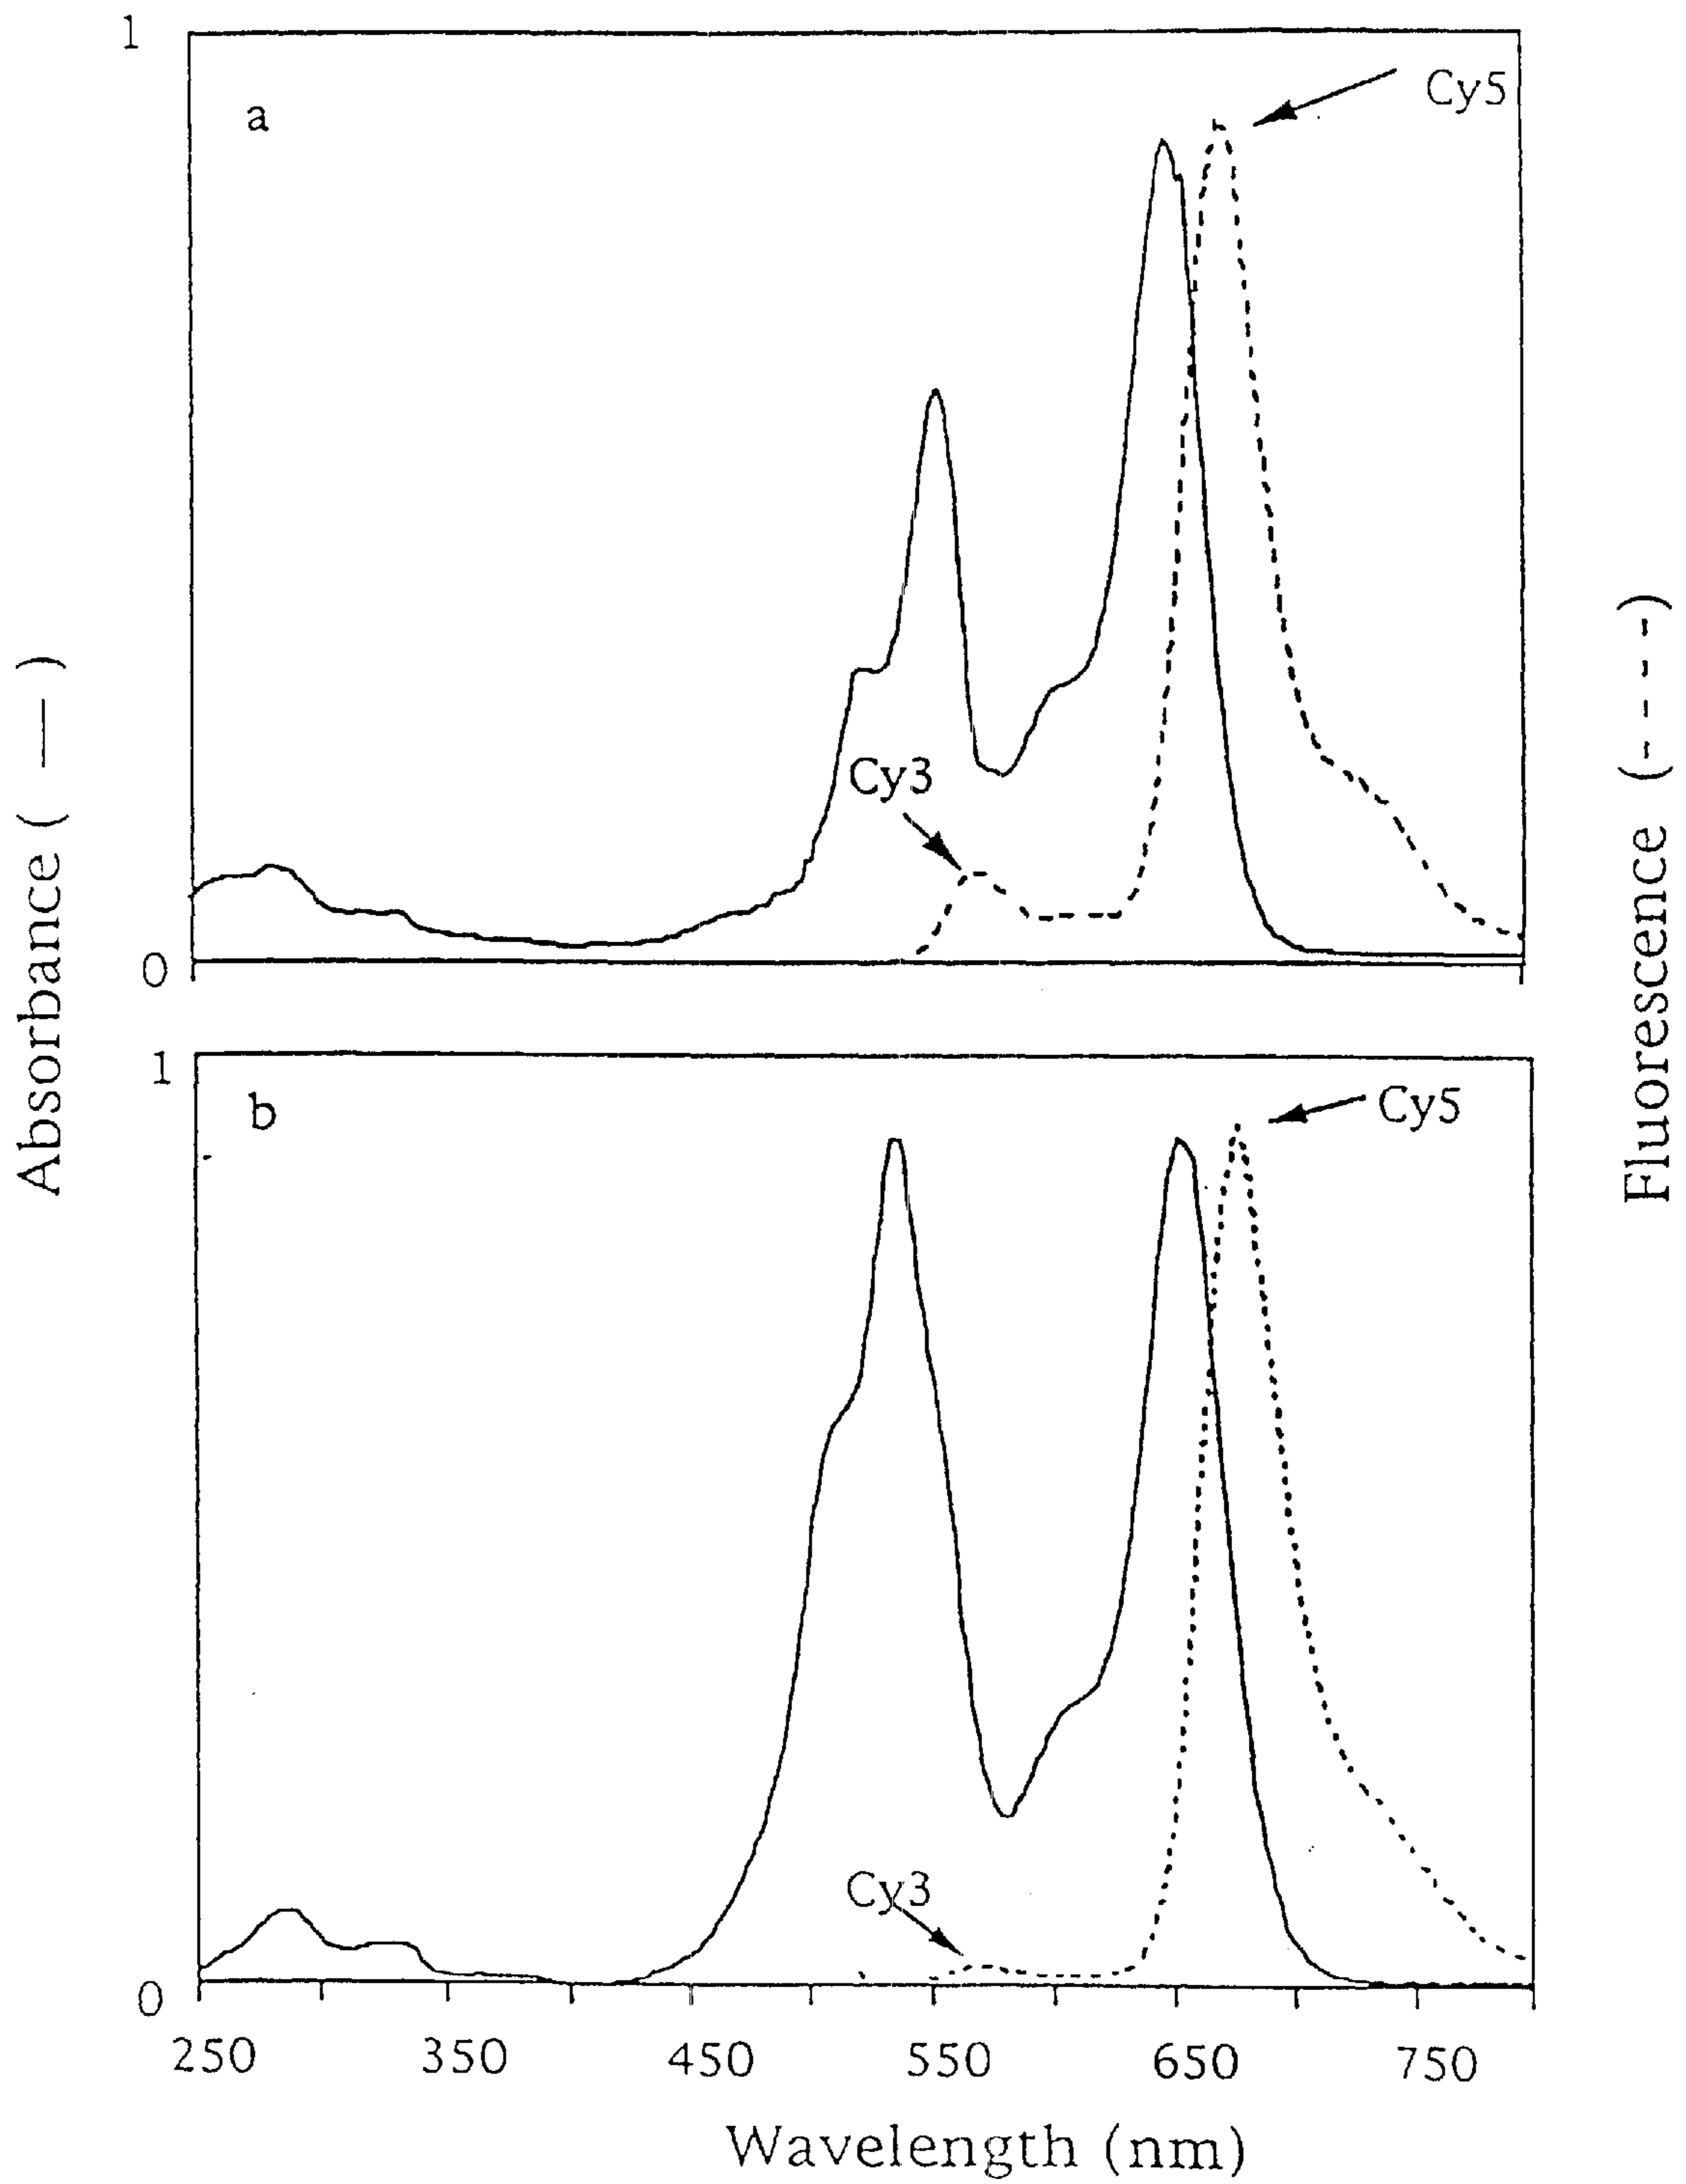 1
a
Cy5
Cy3
0
1
b
Cy5
Cy3
0
250 350 450 550 650 750
Wavelength (nm)
Absorbance ( — )
Fluorescence (- - - -)